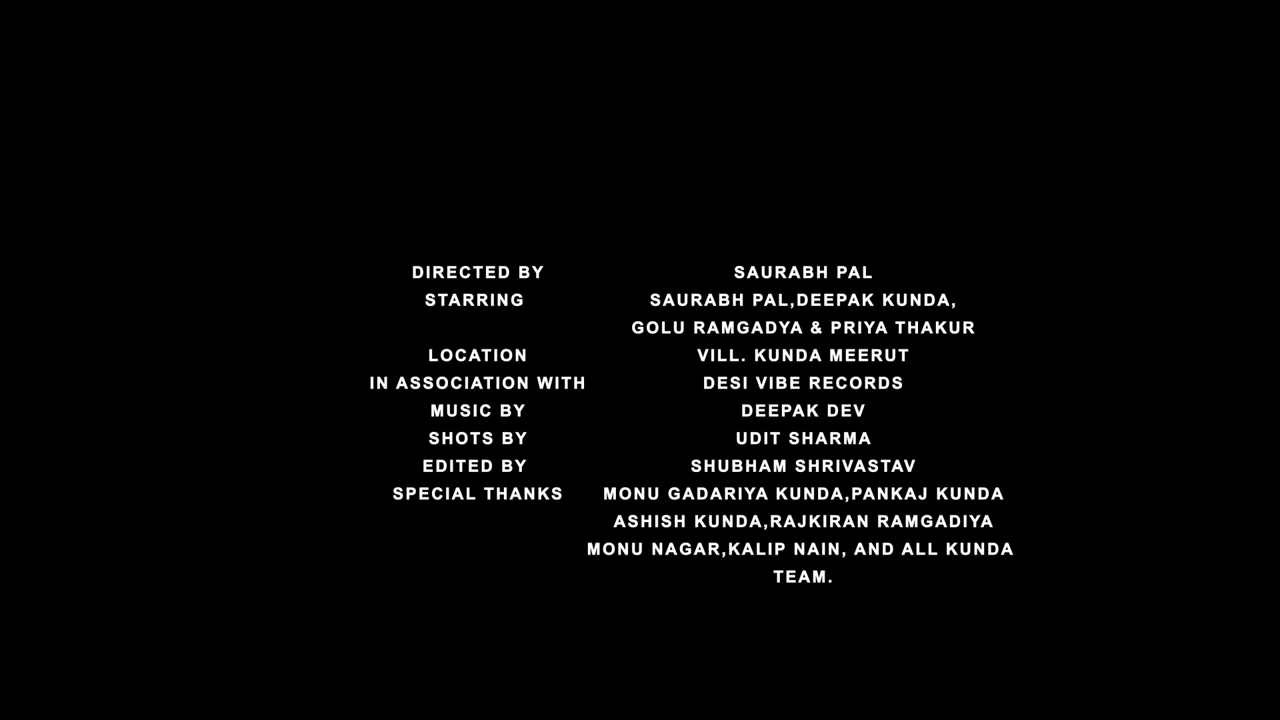 DIRECTED BY SAURABH PAL
STARRING SAURABH PAL,DEEPAK KUNDA,
GOLU RAMGADYA & PRIYA THAKUR
LOCATION VILL. KUNDA MEERUT
IN ASSOCIATION WITH DESI VIBE RECORDS
MUSIC BY DEEPAK DEV
SHOTS BY UDIT SHARMA
EDITED BY SHUBHAM SHRIVASTAV
SPECIAL THANKS MONU GADARIYA KUNDA,PANKAJ KUNDA
ASHISH KUNDA,RAJKIRAN RAMGADIYA
MONU NAGAR,KALIP NAIN, AND ALL KUNDA
TEAM.